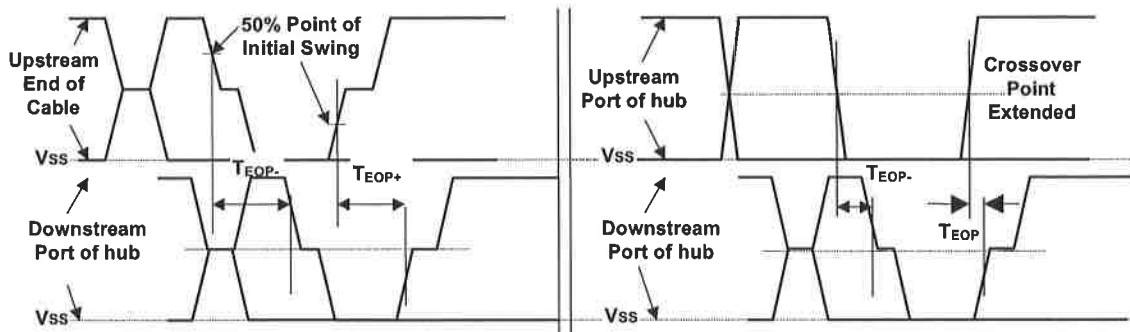 50% Point of
Initial Swing
Upstream
End of
Cable
VSS
TEOP-
TEOP+
Downstream
Port of hub
VSS
Upstream
Port of hub
Crossover
Point
Extended
VSS
TEOP-
Downstream
Port of hub
TEOP
VSS